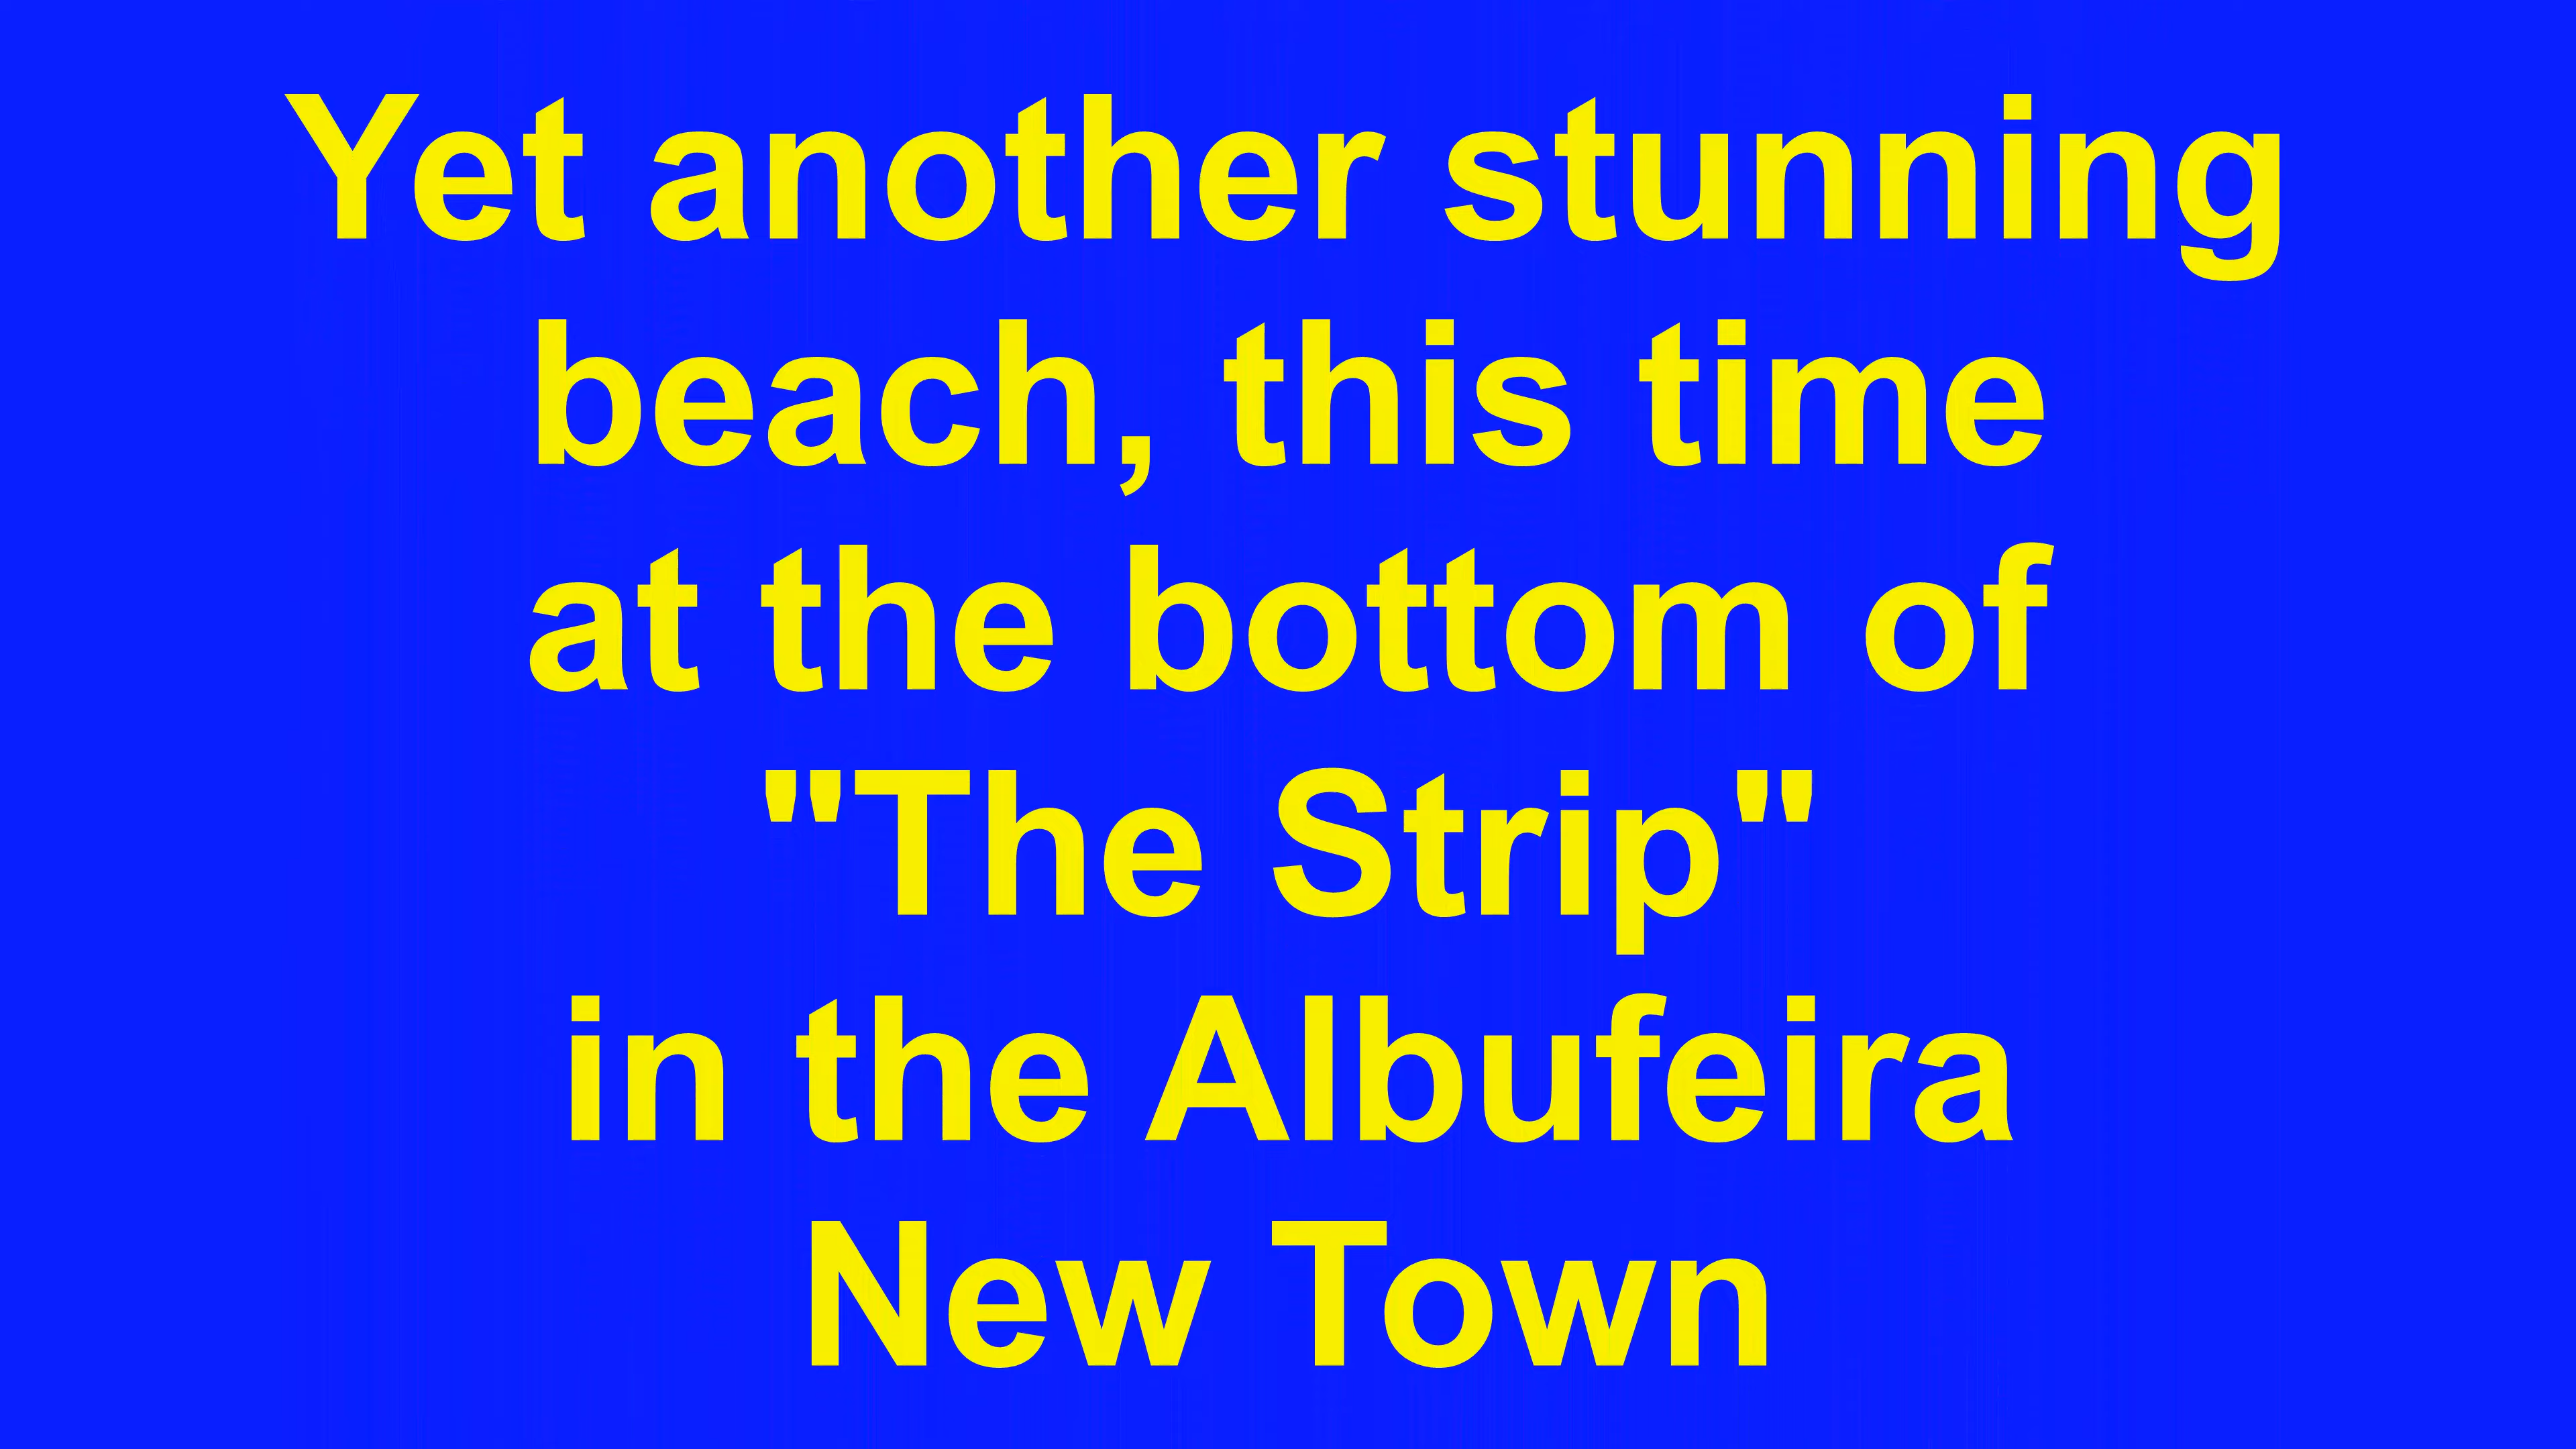 Yet another stunning
beach, this time
at the bottom of
"The Strip"
in the Albufeira
New Town